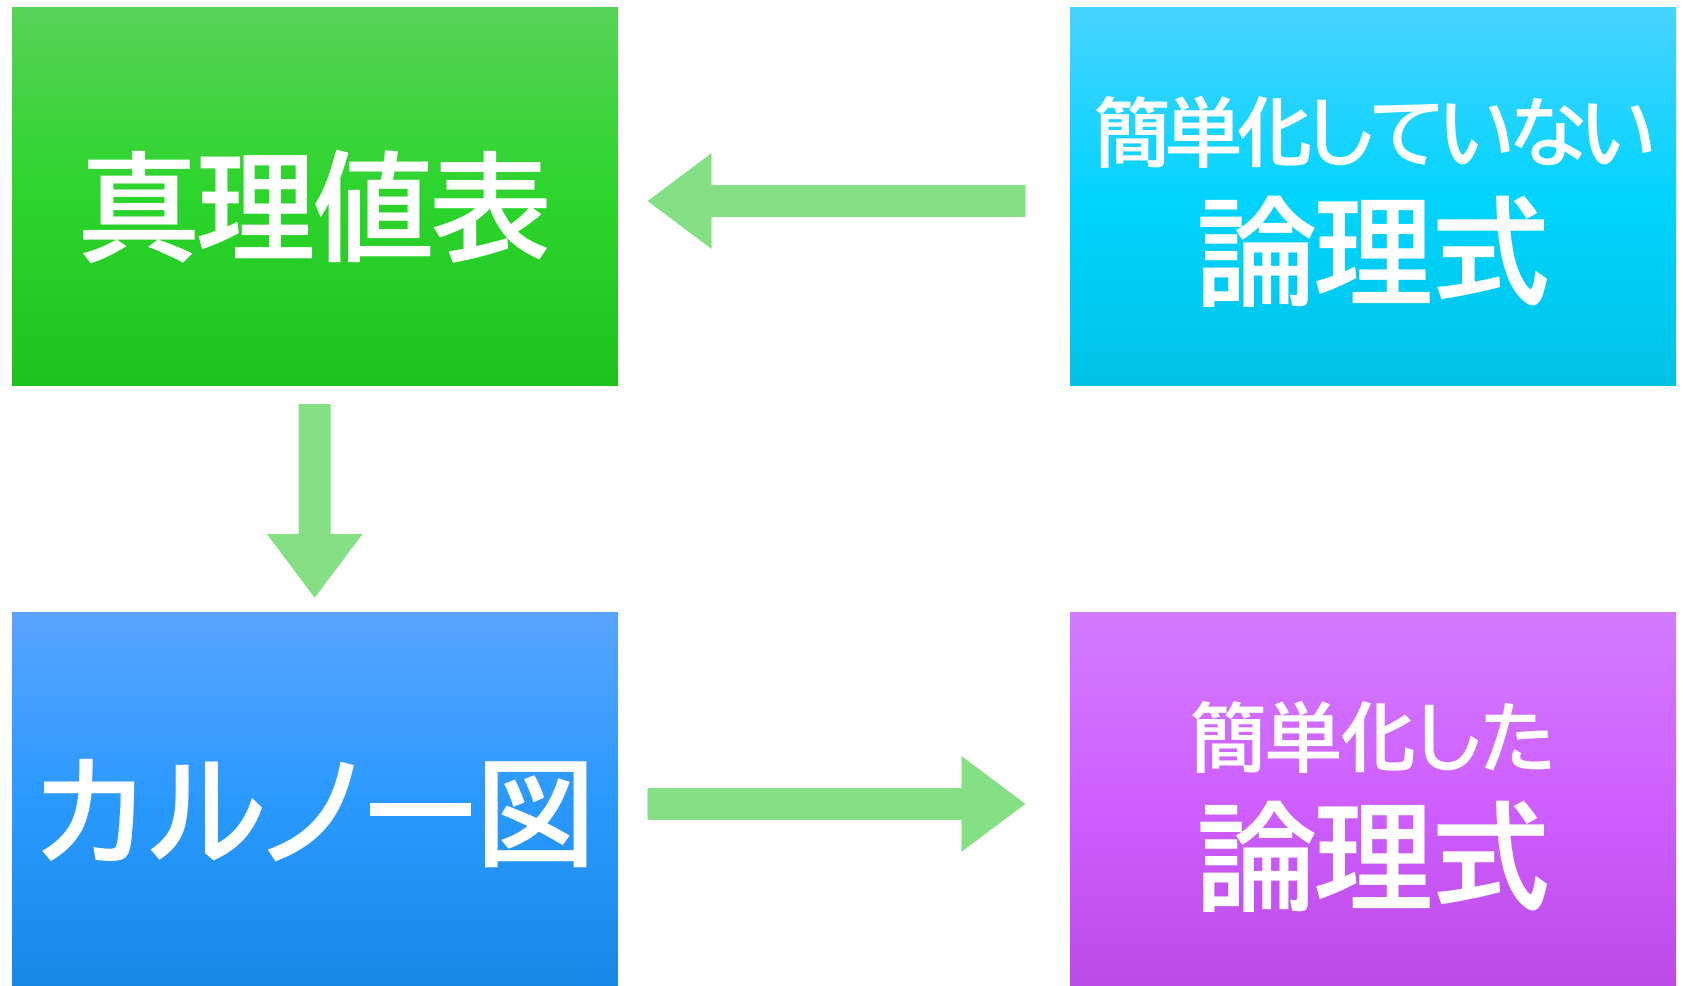 真理値表
簡単化していない
論理式
カルノー図
簡単化した
論理式